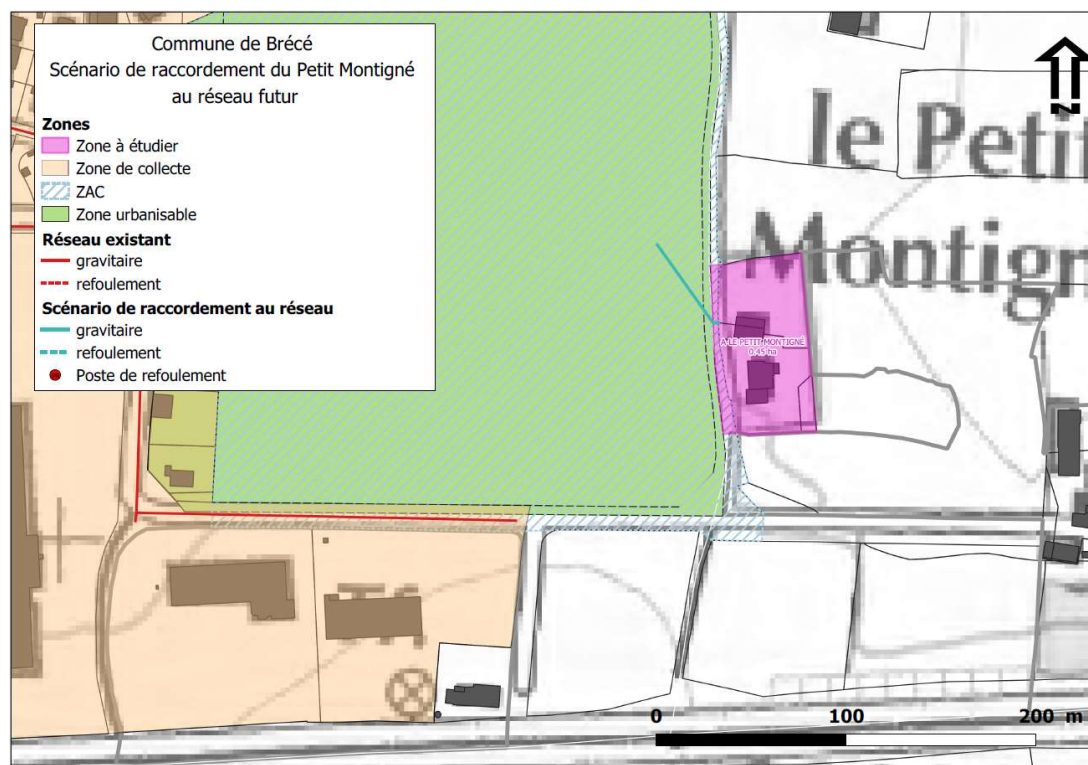 Commune de Brécé
Scénario de raccordement du Petit Montigné
au réseau futur
Zones
Zone à étudier
Zone de collecte
ZAC
Zone urbanisable
Réseau existant
gravitaire
refoulement
Scénario de raccordement au réseau
gravitaire
refoulement
Poste de refoulement
N
le Petit
Montign
A-LE PETIT MONTIGNÉ
0.45 ha
0 100 200 m